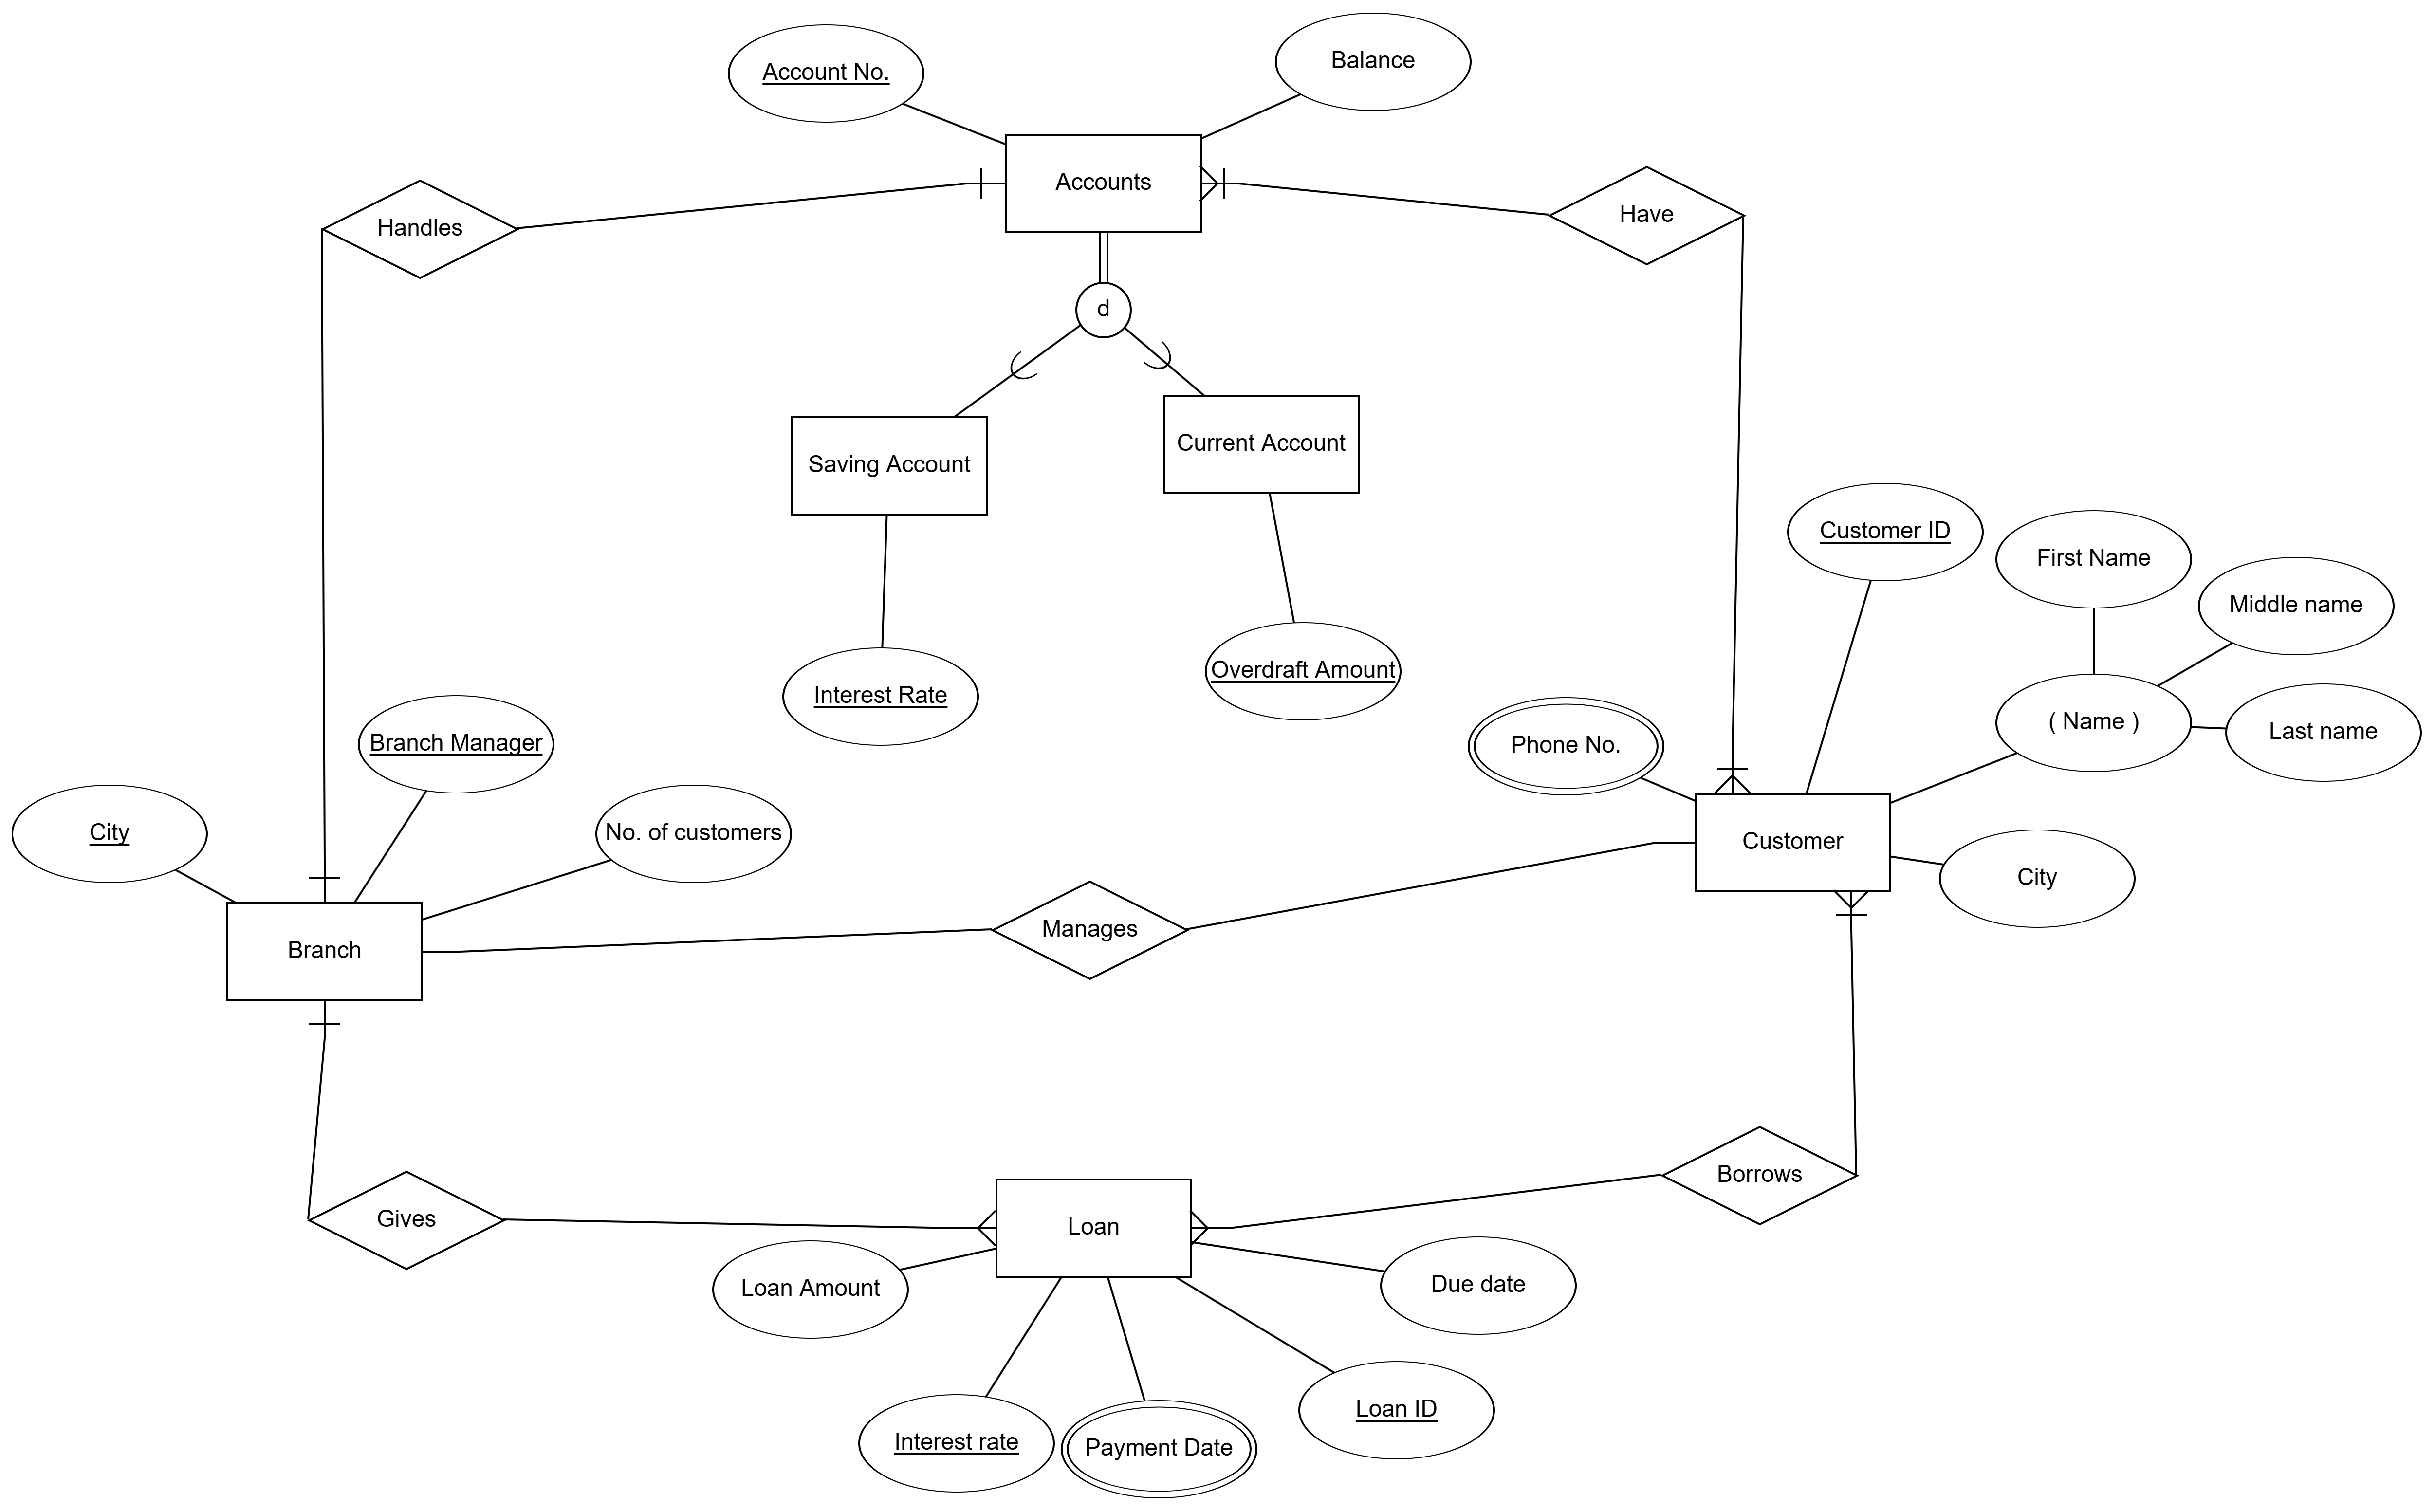 Balance
Account No.
Accounts
Have
Handles
d
Current Account
Saving Account
Customer ID
First Name
Middle name
Overdraft Amount
Interest Rate
( Name )
Last name
Branch Manager
Phone No.
City
No. of customers
Customer
City
Manages
Branch
Borrows
Gives
Loan
Due date
Loan Amount
Loan ID
Interest rate
Payment Date